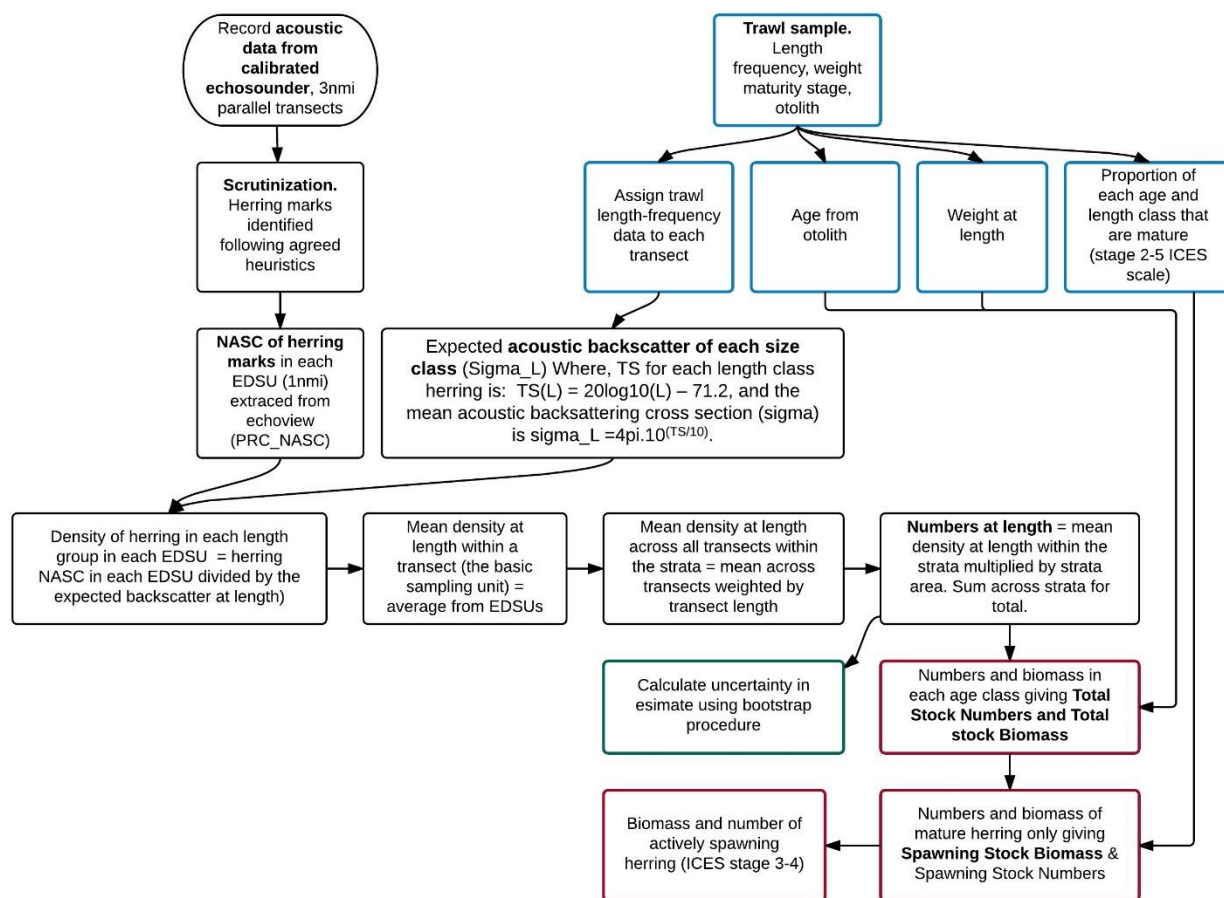 Record acoustic
data from
calibrated
echosounder, 3nmi
parallel transects
Trawl sample.
Length
frequency, weight
maturity stage,
otolith
Scrutinization.
Herring marks
identified
following agreed
heuristics
Assign trawl
length-frequency
data to each
transect
Age from
otolith
Weight at
length
Proportion of
each age and
length class that
are mature
(stage 2-5 ICES
scale)
NASC of herring
marks in each
EDSU (1nmi)
extraced from
echoview
(PRC_NASC)
Expected acoustic backscatter of each size
class (Sigma_L) Where, TS for each length class
herring is: TS(L) = 20log10(L) – 71.2, and the
mean acoustic backsattering cross section (sigma)
is sigma_L =4pi.10^(TS/10).
Density of herring in each length
group in each EDSU = herring
NASC in each EDSU divided by the
expected backscatter at length)
Mean density at
length within a
transect (the basic
sampling unit) =
average from EDSUs
Mean density at length
across all transects within
the strata = mean across
transects weighted by
transect length
Numbers at length = mean
density at length within the
strata multiplied by strata
area. Sum across strata for
total.
Calculate uncertainty in
esimate using bootstrap
procedure
Numbers and biomass in
each age class giving Total
Stock Numbers and Total
stock Biomass
Biomass and number of
actively spawning
herring (ICES stage 3-4)
Numbers and biomass of
mature herring only giving
Spawning Stock Biomass &
Spawning Stock Numbers